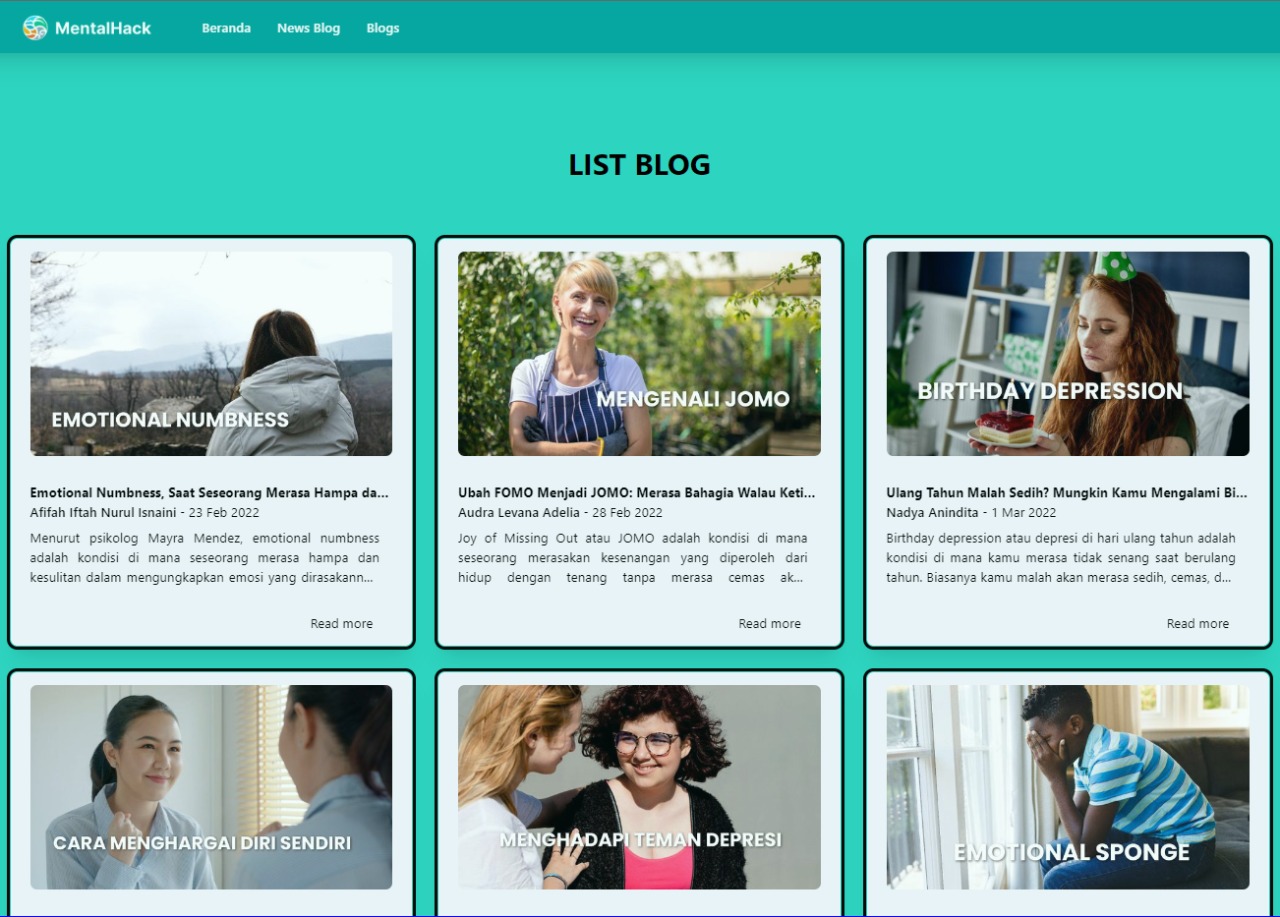 MentalHack
Beranda
News Blog
Blogs
LIST BLOG
EMOTIONAL NUMBNESS
Emotional Numbness, Saat Seseorang Merasa Hampa da...
Afifah Iftah Nurul Isnaini - 23 Feb 2022
Menurut psikolog Mayra Mendez, emotional numbness
adalah kondisi di mana seseorang merasa hampa dan
kesulitan dalam mengungkapkan emosi yang dirasakann...
Read more
MENGENALI JOMO
Ubah FOMO Menjadi JOMO: Merasa Bahagia Walau Keti...
Audra Levana Adelia - 28 Feb 2022
Joy of Missing Out atau JOMO adalah kondisi di mana
seseorang merasakan kesenangan yang diperoleh dari
hidup dengan tenang tanpa merasa cemas ak...
Read more
BIRTHDAY DEPRESSION
Ulang Tahun Malah Sedih? Mungkin Kamu Mengalami Bi...
Nadya Anindita - 1 Mar 2022
Birthday depression atau depresi di hari ulang tahun adalah
kondisi di mana kamu merasa tidak senang saat berulang
tahun. Biasanya kamu malah akan merasa sedih, cemas, d...
Read more
CARA MENGHARGAI DIRI SENDIRI
MENGHADAPI TEMAN DEPRESI
EMOTIONAL SPONGE